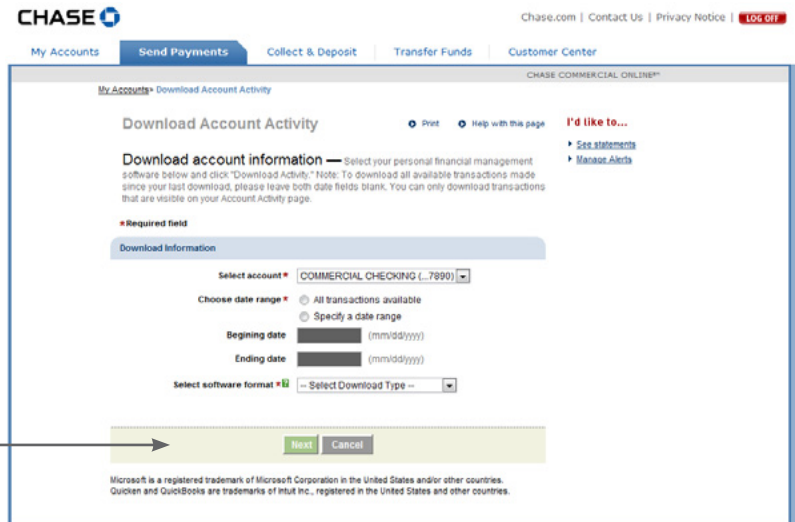 CHASE
Chase.com | Contact Us | Privacy Notice | LOG OFF
My Accounts Send Payments Collect & Deposit Transfer Funds Customer Center
CHASE COMMERCIAL ONLINE℠
My Accounts> Download Account Activity
Download Account Activity
Print Help with this page
I'd like to...
See statements
Manage Alerts
Download account information — Select your personal financial management
software below and click "Download Activity." Note: To download all available transactions made
since your last download, please leave both date fields blank. You can only download transactions
that are visible on your Account Activity page.
*Required field
Download Information
Select account* COMMERCIAL CHECKING (...7890)
Choose date range* All transactions available
Specify a date range
Begining date (mm/dd/yyyy)
Ending date (mm/dd/yyyy)
Select software format *? -- Select Download Type --
Next Cancel
Microsoft is a registered trademark of Microsoft Corporation in the United States and/or other countries.
Quicken and QuickBooks are trademarks of Intuit Inc., registered in the United States and other countries.